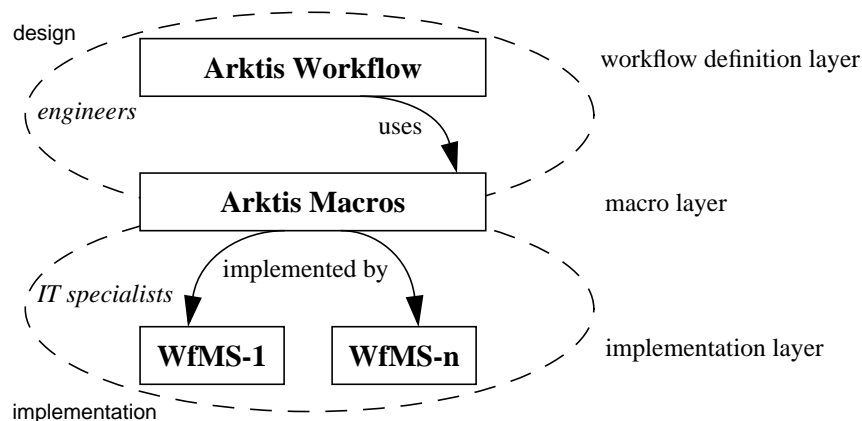 design
Arktis Workflow
workflow definition layer
engineers
uses
Arktis Macros
macro layer
implemented by
IT specialists
WfMS-1
WfMS-n
implementation layer
implementation